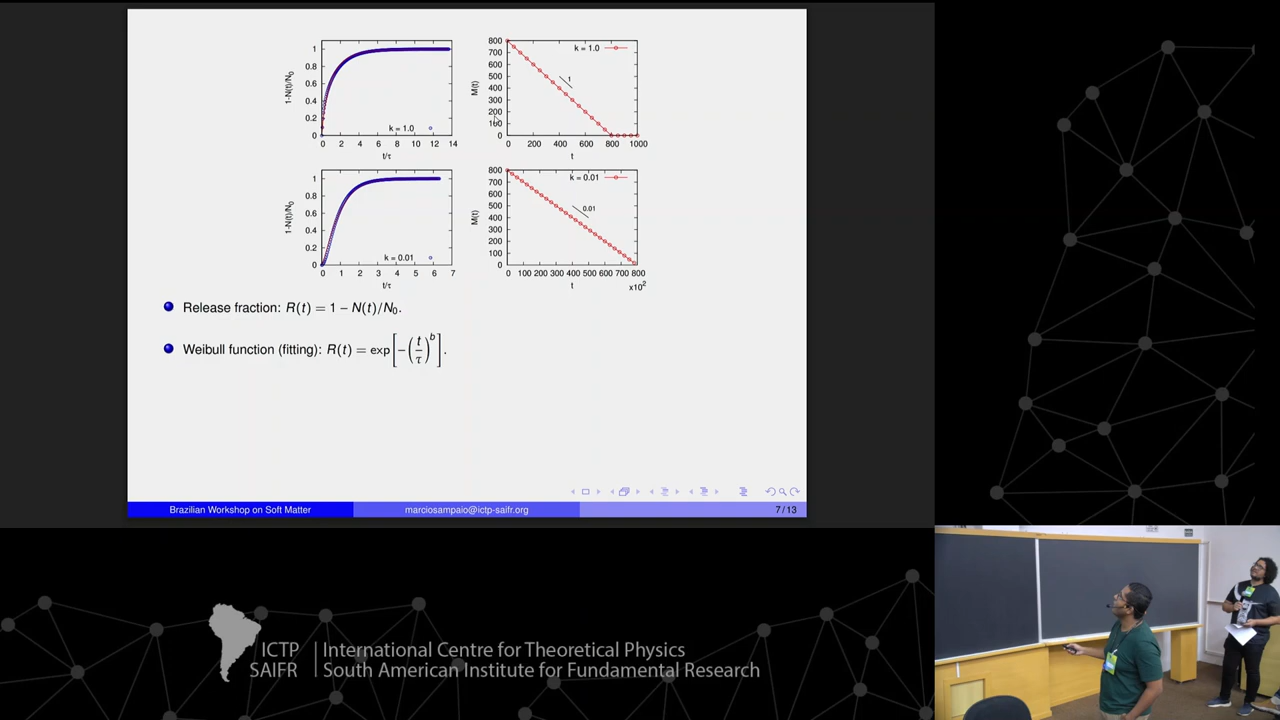 1
0.8
0.6
0.4
0.2
0
1-N(t)/N₀
k = 1.0
0 2 4 6 8 10 12 14
t/τ
800
700
600
500
400
300
200
100
0
M(t)
k = 1.0
1
0 200 400 600 800 1000
t
1
0.8
0.6
0.4
0.2
0
1-N(t)/N₀
k = 0.01
0 1 2 3 4 5 6 7
t/τ
800
700
600
500
400
300
200
100
0
M(t)
k = 0.01
0.01
0 100 200 300 400 500 600 700 800
t
x10²
Release fraction: R(t) = 1 − N(t)/N₀.
Weibull function (fitting): R(t) = exp[−(t/τ)ᵇ].
Brazilian Workshop on Soft Matter marciosampaio@ictp-saifr.org 7 / 13
ICTP International Centre for Theoretical Physics
SAIFR South American Institute for Fundamental Research